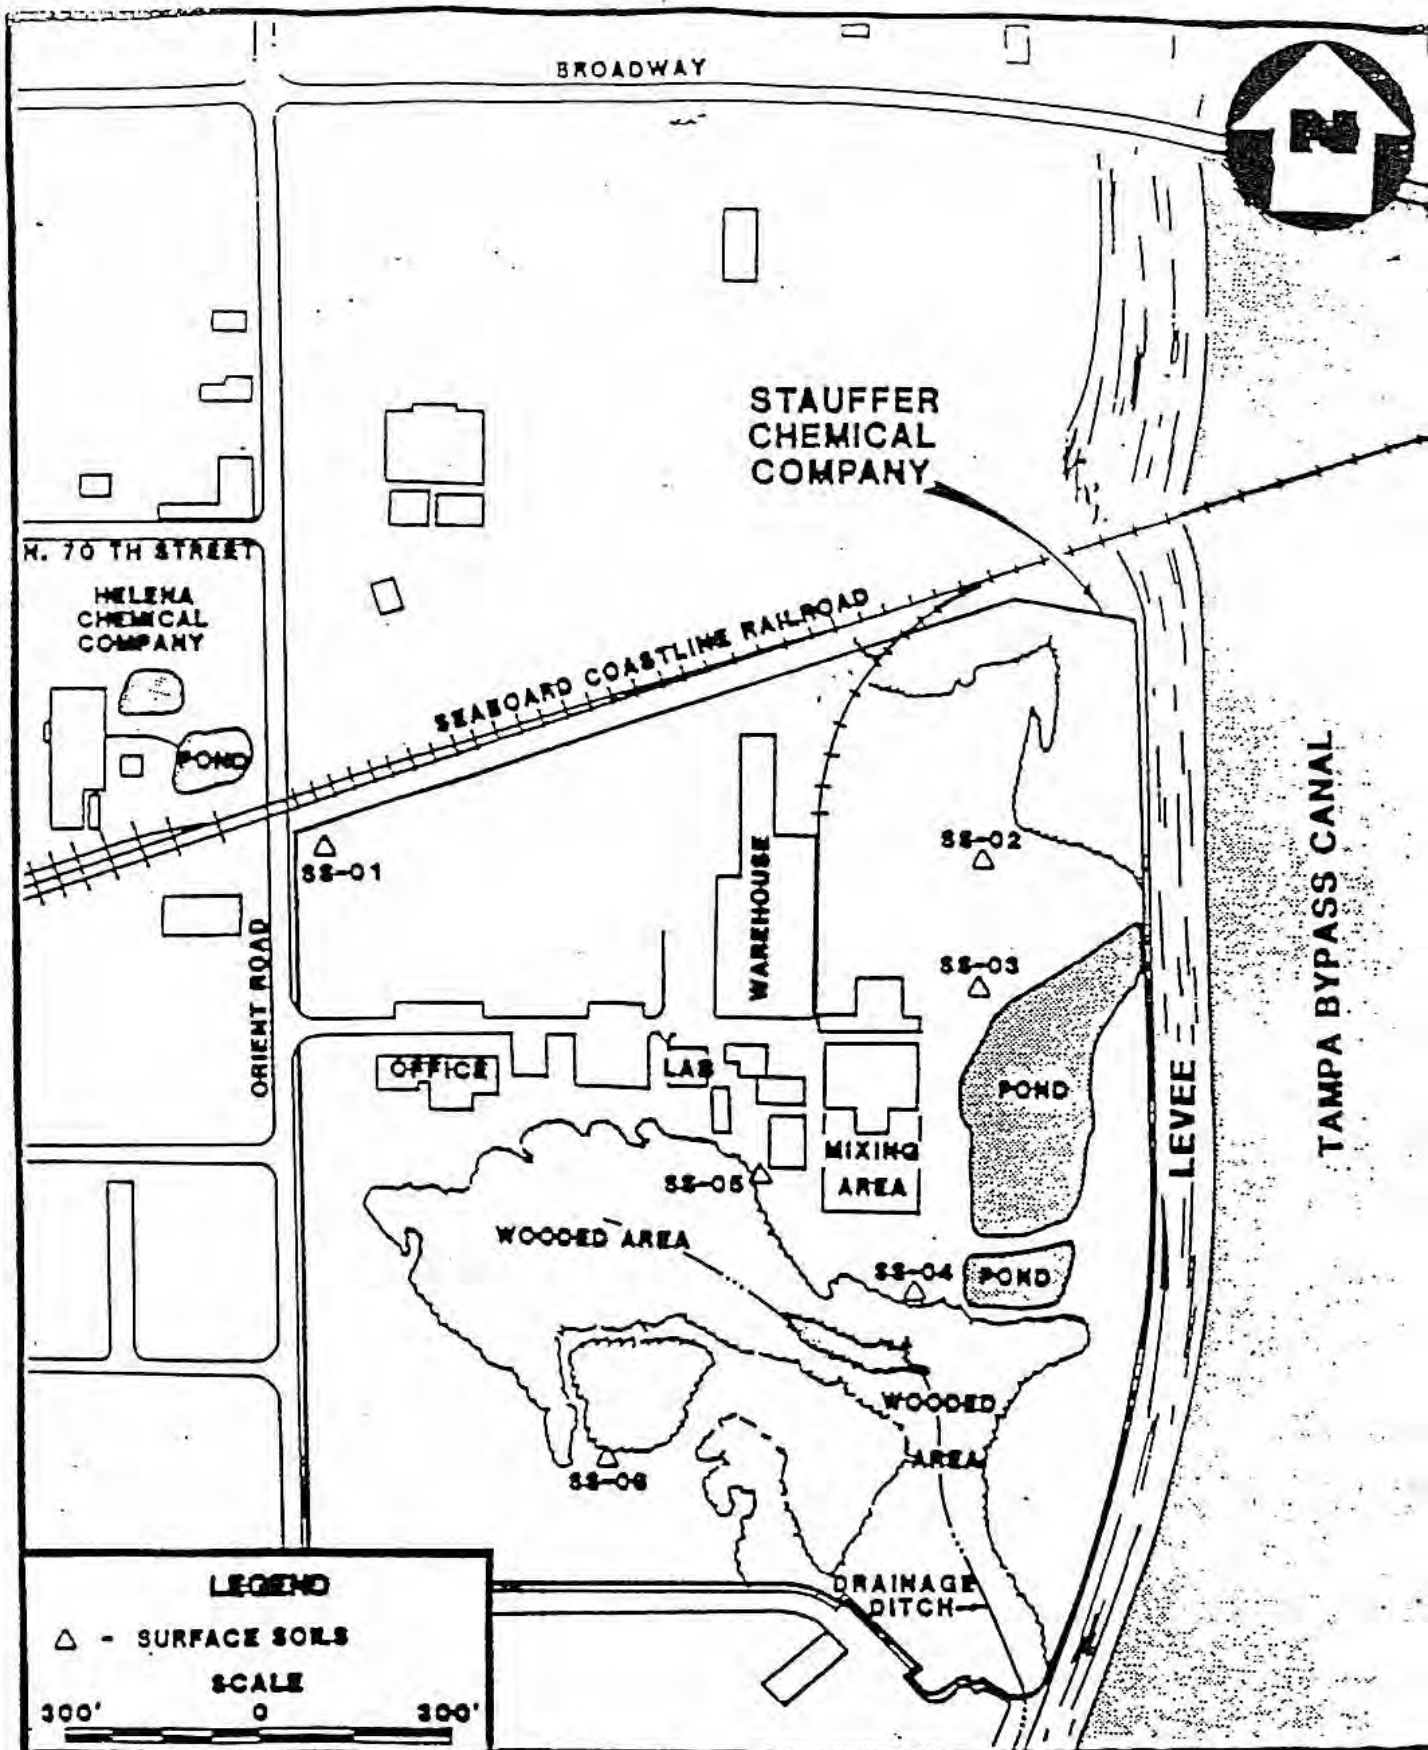 BROADWAY
N
STAUFFER
CHEMICAL
COMPANY
N. 70 TH STREET
HELENA
CHEMICAL
COMPANY
POND
SEABOARD COASTLINE RAILROAD
SS-01
SS-02
WAREHOUSE
SS-03
ORIENT ROAD
TAMPA BYPASS CANAL
LEVEE
OFFICE
LAB
POND
MIXING
AREA
SS-05
WOODED AREA
SS-04
POND
WOODED
AREA
SS-06
DRAINAGE
DITCH
LEGEND
△ - SURFACE SOILS
SCALE
300' 0 300'